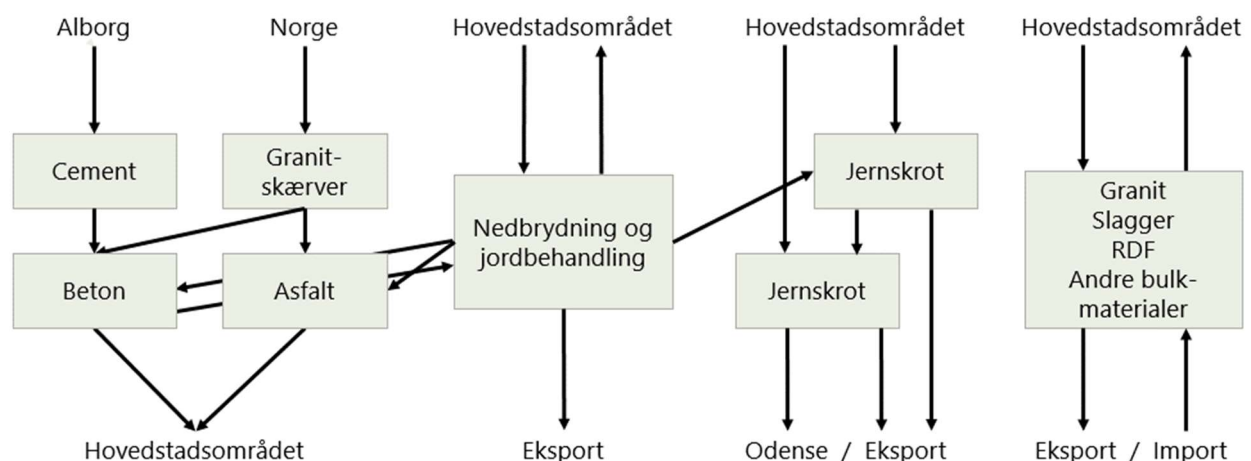 Alborg
Norge
Hovedstadsområdet
Hovedstadsområdet
Hovedstadsområdet
Cement
Granit-
skærver
Nedbrydning og
jordbehandling
Jernskrot
Granit
Slagger
RDF
Andre bulk-
materialer
Beton
Asfalt
Jernskrot
Hovedstadsområdet
Eksport
Odense / Eksport
Eksport / Import